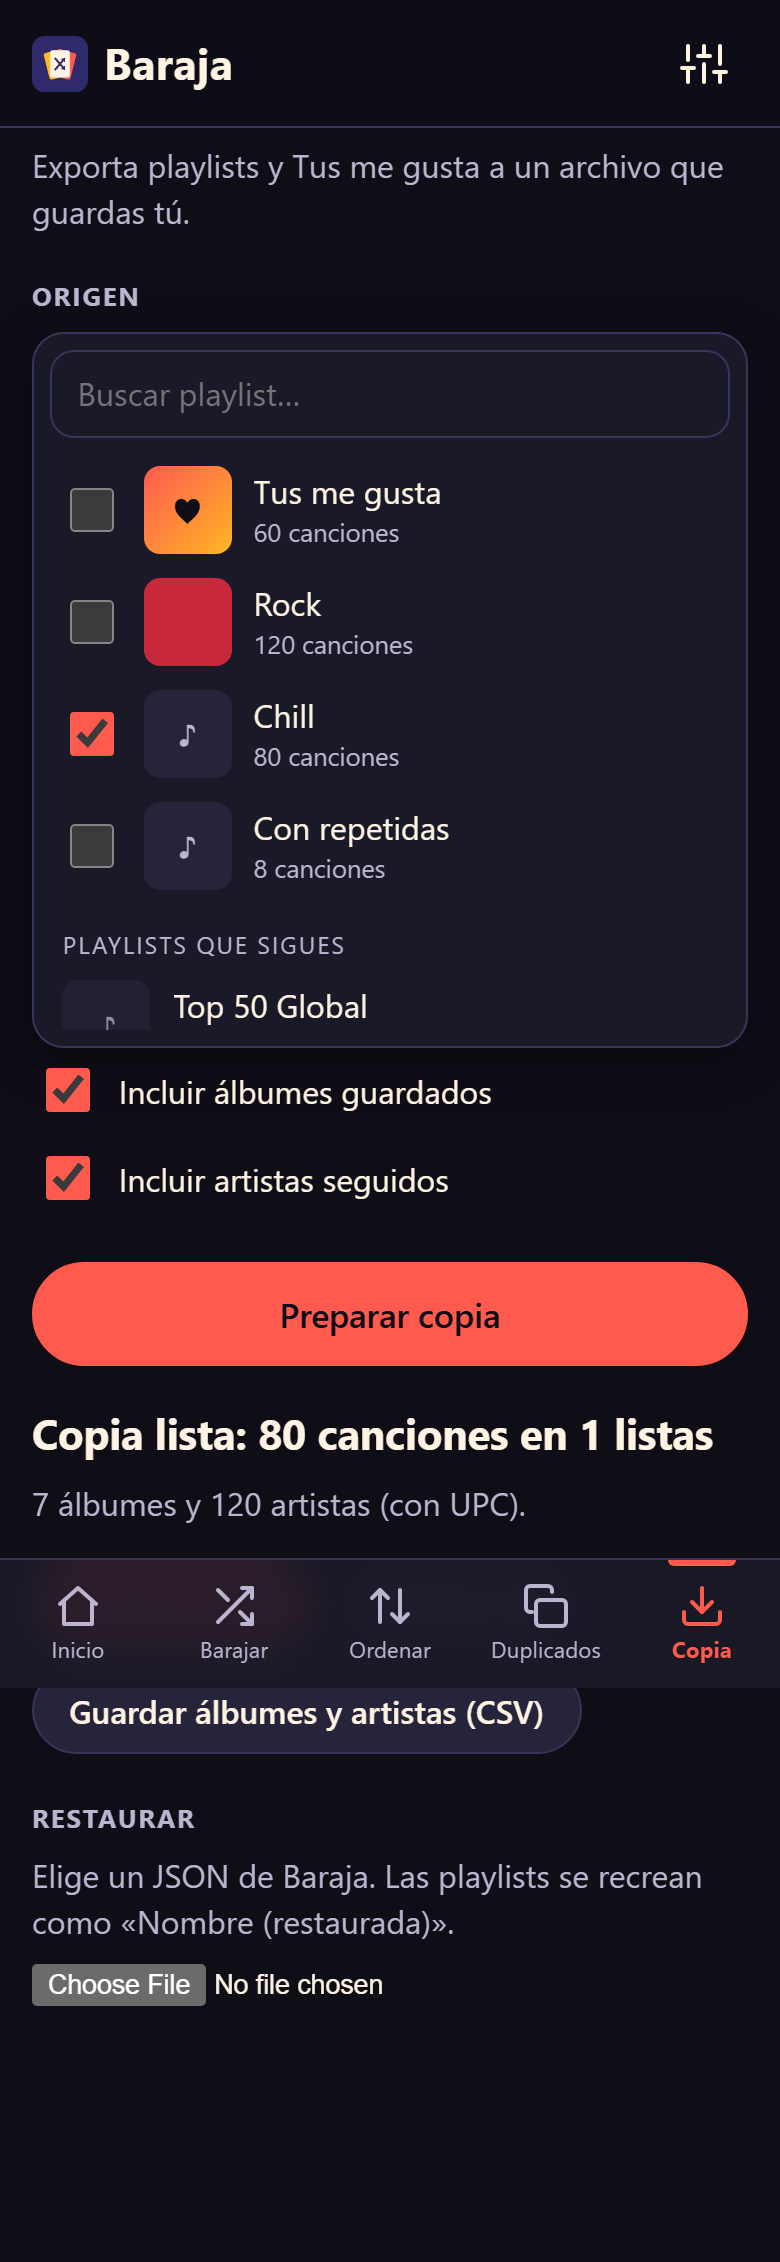 Baraja
Exporta playlists y Tus me gusta a un archivo que
guardas tú.
ORIGEN
Buscar playlist...
Tus me gusta
60 canciones
Rock
120 canciones
Chill
80 canciones
Con repetidas
8 canciones
PLAYLISTS QUE SIGUES
Top 50 Global
Incluir álbumes guardados
Incluir artistas seguidos
Preparar copia
Copia lista: 80 canciones en 1 listas
7 álbumes y 120 artistas (con UPC).
Inicio
Barajar
Ordenar
Duplicados
Copia
Guardar álbumes y artistas (CSV)
RESTAURAR
Elige un JSON de Baraja. Las playlists se recrean
como «Nombre (restaurada)».
Choose File No file chosen